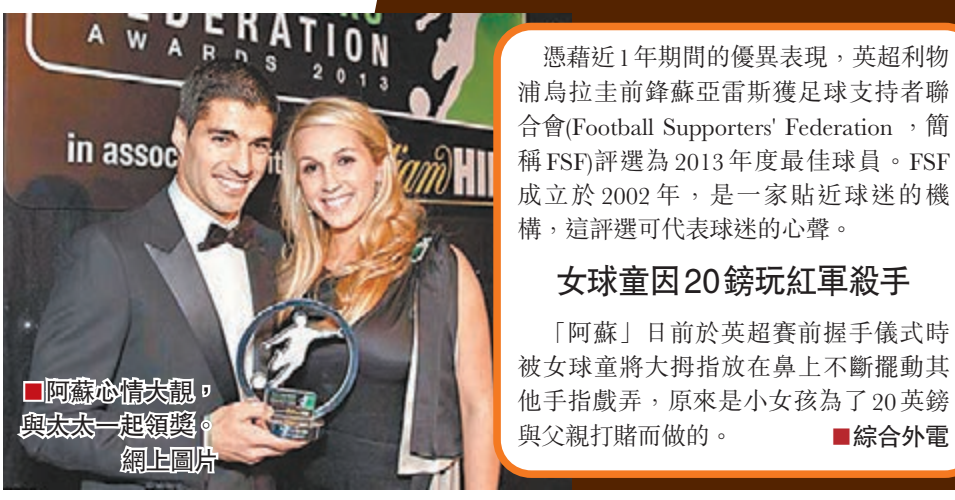 FEDERATION
AWARDS 2013
in assoc
iam HIL
■阿蘇心情大靚，
與太太一起領獎。
網上圖片
憑藉近1年期間的優異表現，英超利物
浦烏拉圭前鋒蘇亞雷斯獲足球支持者聯
合會(Football Supporters' Federation ，簡
稱FSF)評選為2013年度最佳球員。FSF
成立於2002年，是一家貼近球迷的機
構，這評選可代表球迷的心聲。
女球童因20鎊玩紅軍殺手
「阿蘇」日前於英超賽前握手儀式時
被女球童將大拇指放在鼻上不斷擺動其
他手指戲弄，原來是小女孩為了20英鎊
與父親打賭而做的。 ■綜合外電